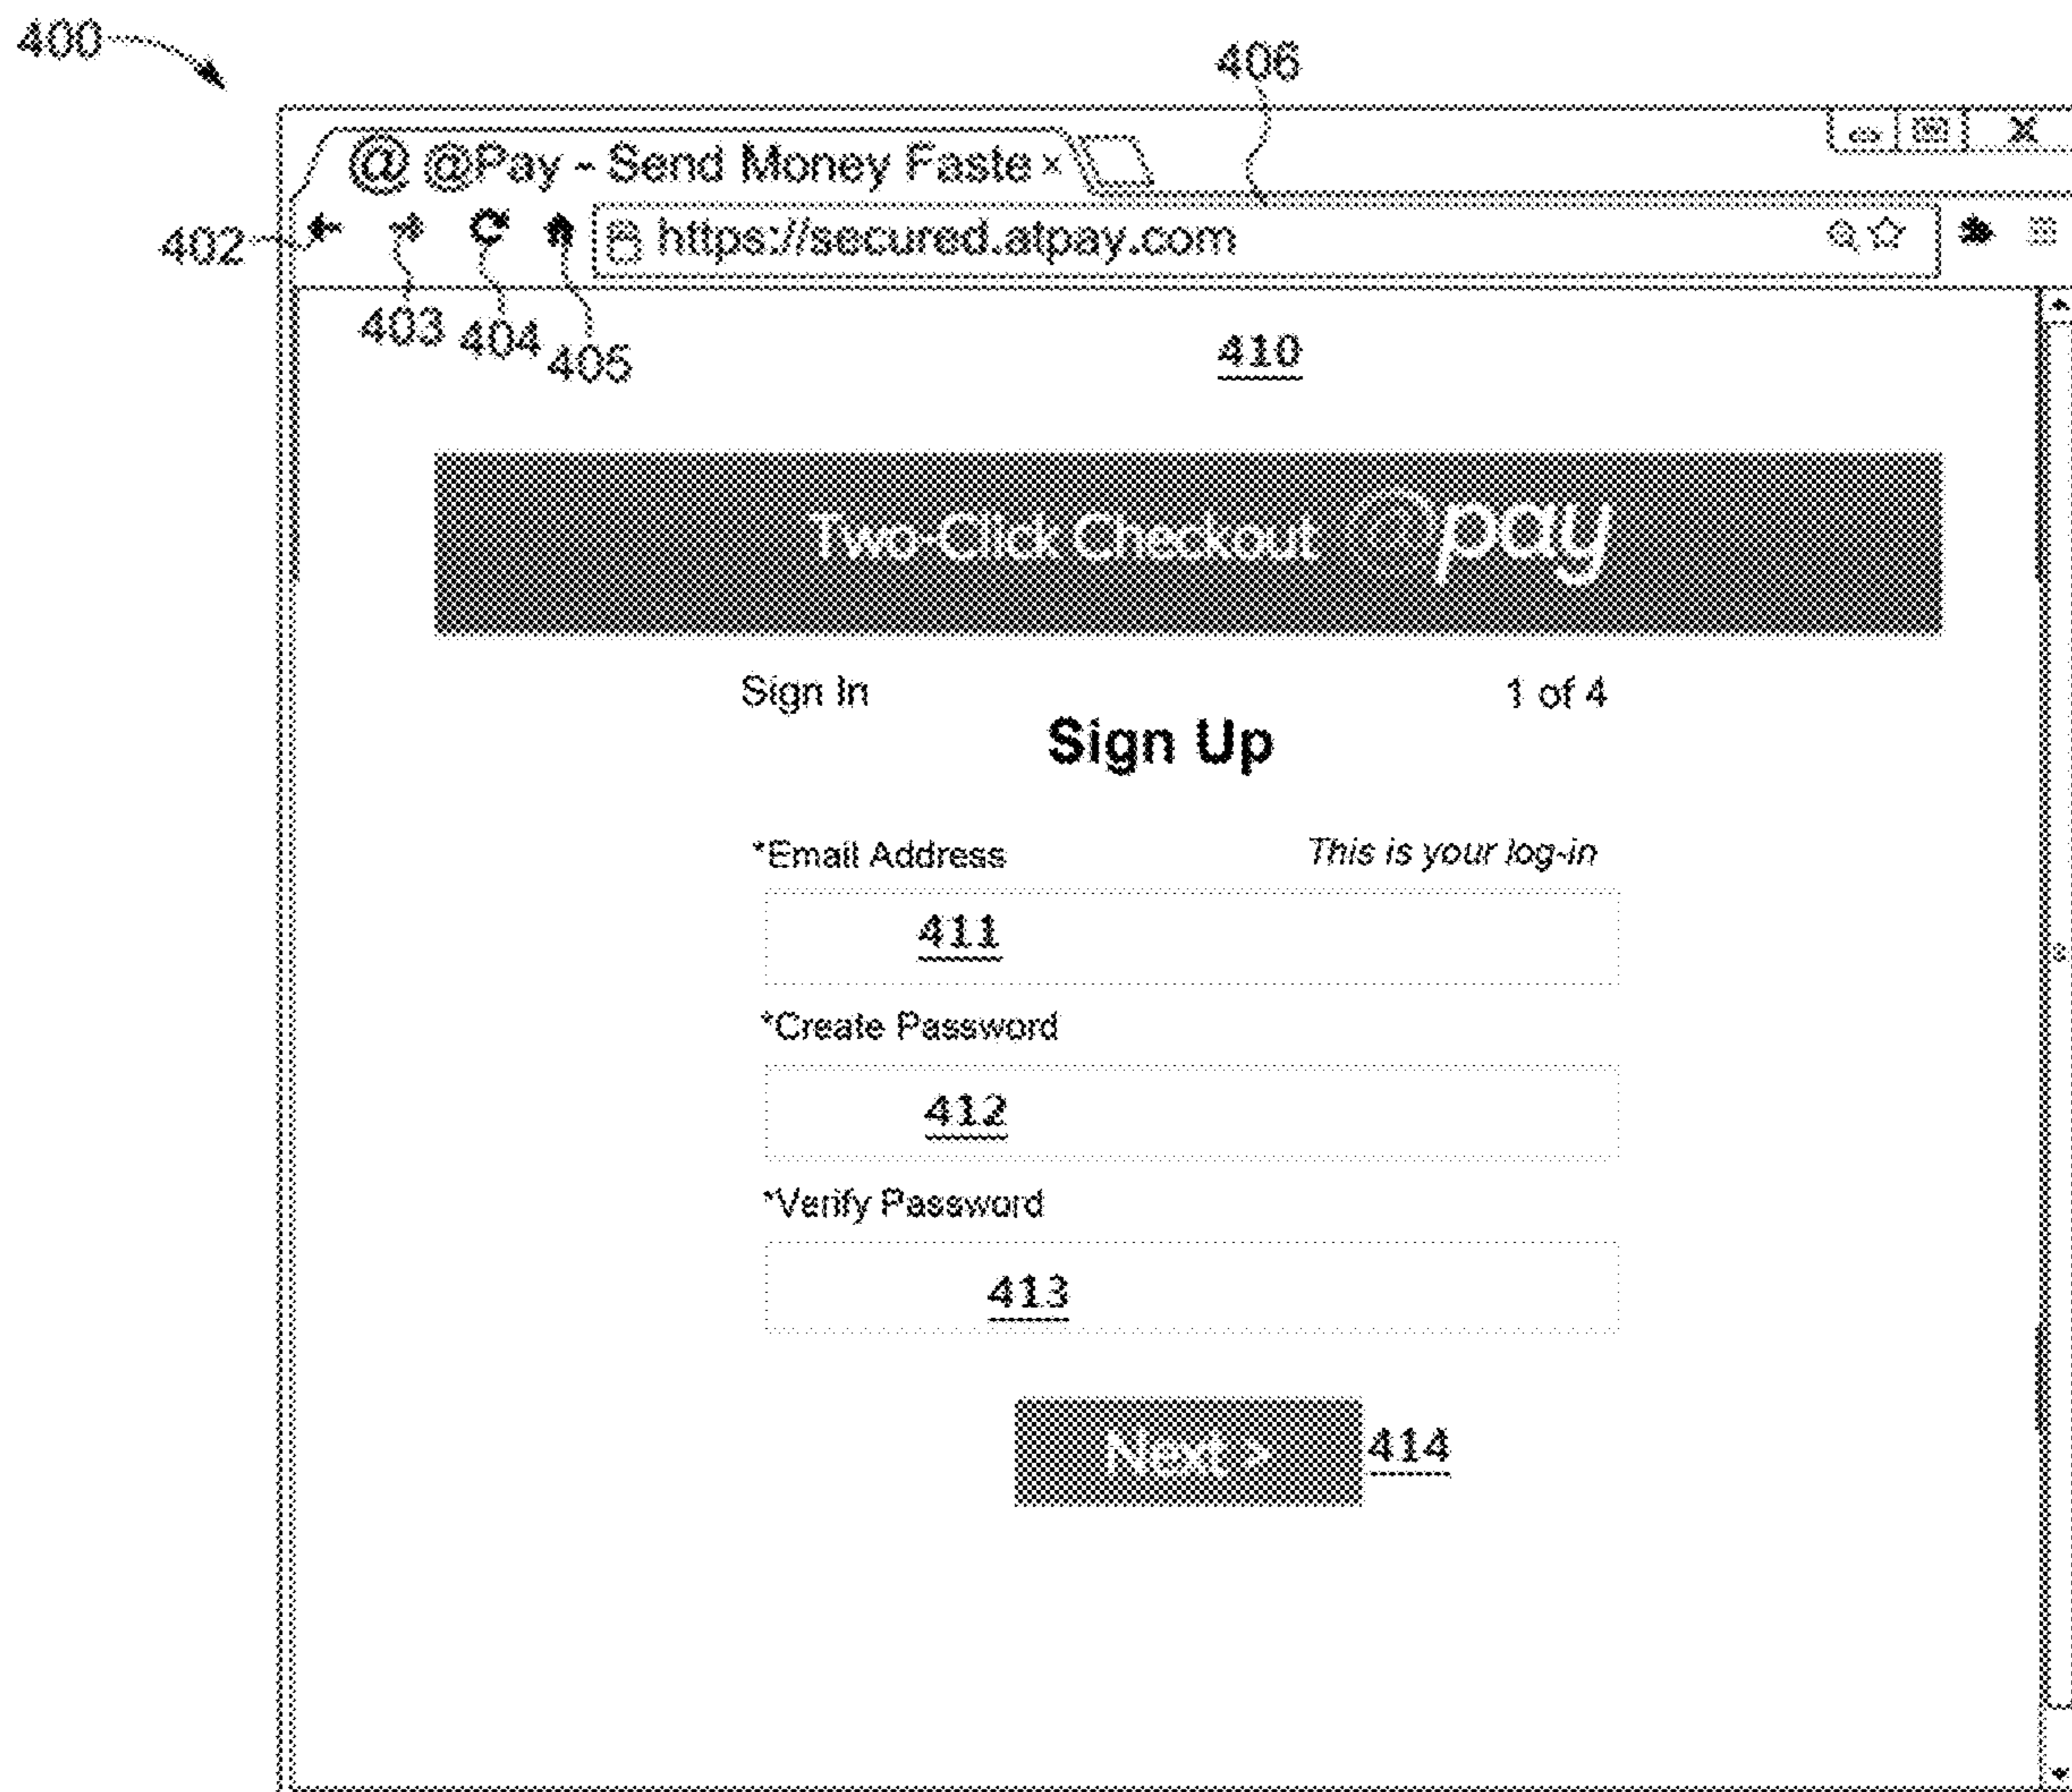 400
406
@ @Pay - Send Money Faste ×
402
https://secured.atpay.com
403
404
405
410
Two-Click Checkout @pay
Sign In
1 of 4
Sign Up
*Email Address
This is your log-in
411
*Create Password
412
*Verify Password
413
Next >
414